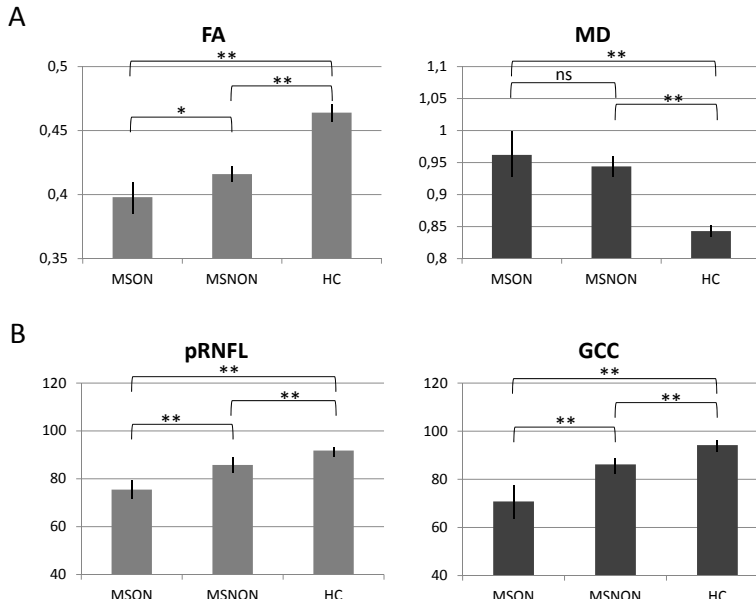 A
FA
**
**
*
0,5
0,45
0,4
0,35
MSON MSNON HC
MD
**
ns
**
1,1
1,05
1
0,95
0,9
0,85
0,8
MSON MSNON HC
B
pRNFL
**
**
**
120
100
80
60
40
MSON MSNON HC
GCC
**
**
**
120
100
80
60
40
MSON MSNON HC